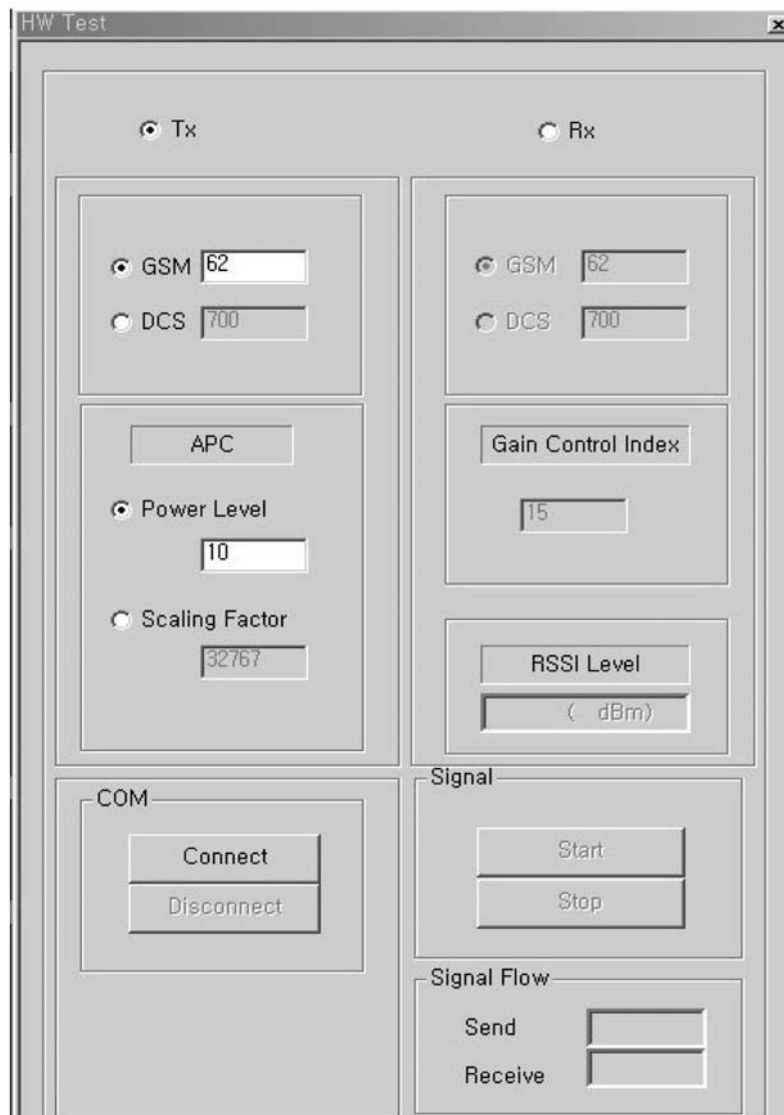 HW Test
Tx
Rx
GSM 62
DCS 700
GSM 62
DCS 700
APC
Power Level
10
Scaling Factor
32767
Gain Control Index
15
RSSI Level
( dBm)
COM
Connect
Disconnect
Signal
Start
Stop
Signal Flow
Send
Receive